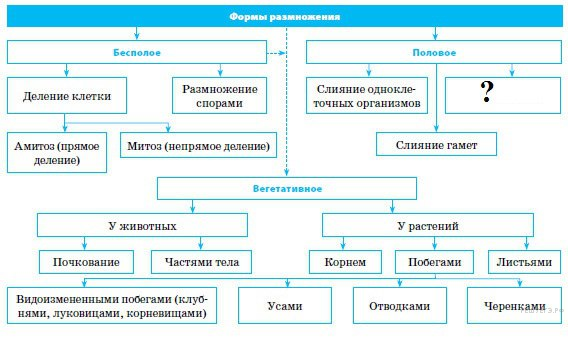 Формы размножения
Бесполое
Половое
Деление клетки
Размножение
спорами
Слияние однокле-
точных организмов
?
Амитоз (прямое
деление)
Митоз (непрямое деление)
Слияние гамет
Вегетативное
У животных
У растений
Почкование
Частями тела
Корнем
Побегами
Листьями
Видоизмененными побегами (клуб-
нями, луковицами, корневищами)
Усами
Отводками
Черенками